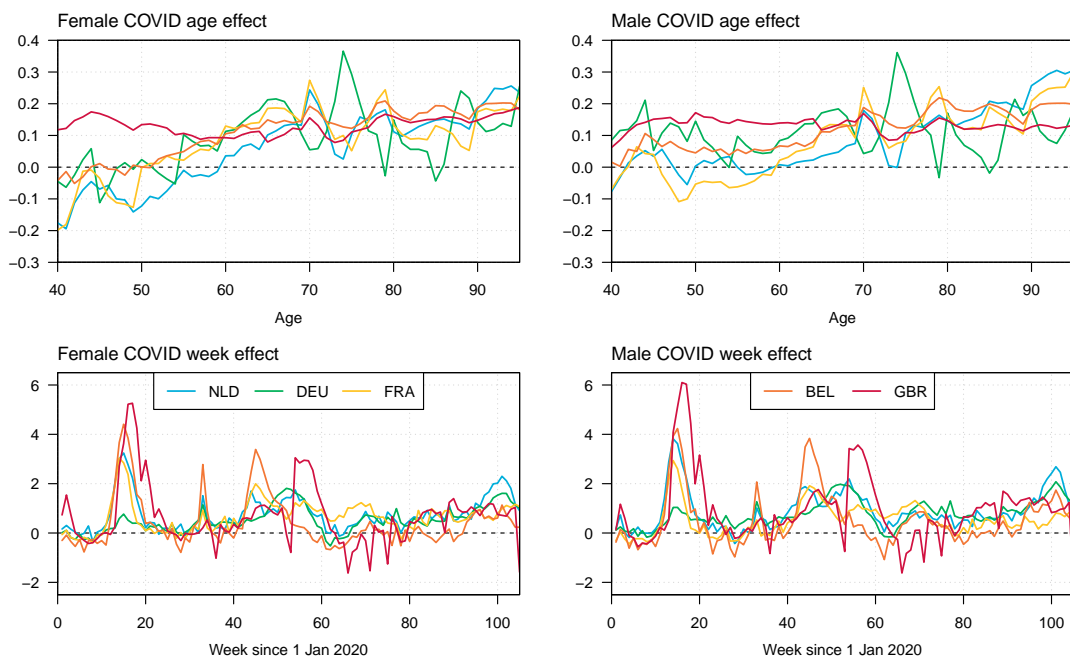 Female COVID age effect
0.4
0.3
0.2
0.1
0.0
−0.1
−0.2
−0.3
40 50 60 70 80 90
Age
Male COVID age effect
0.4
0.3
0.2
0.1
0.0
−0.1
−0.2
−0.3
40 50 60 70 80 90
Age
Female COVID week effect
NLD DEU FRA
6
4
2
0
−2
0 20 40 60 80 100
Week since 1 Jan 2020
Male COVID week effect
BEL GBR
6
4
2
0
−2
0 20 40 60 80 100
Week since 1 Jan 2020